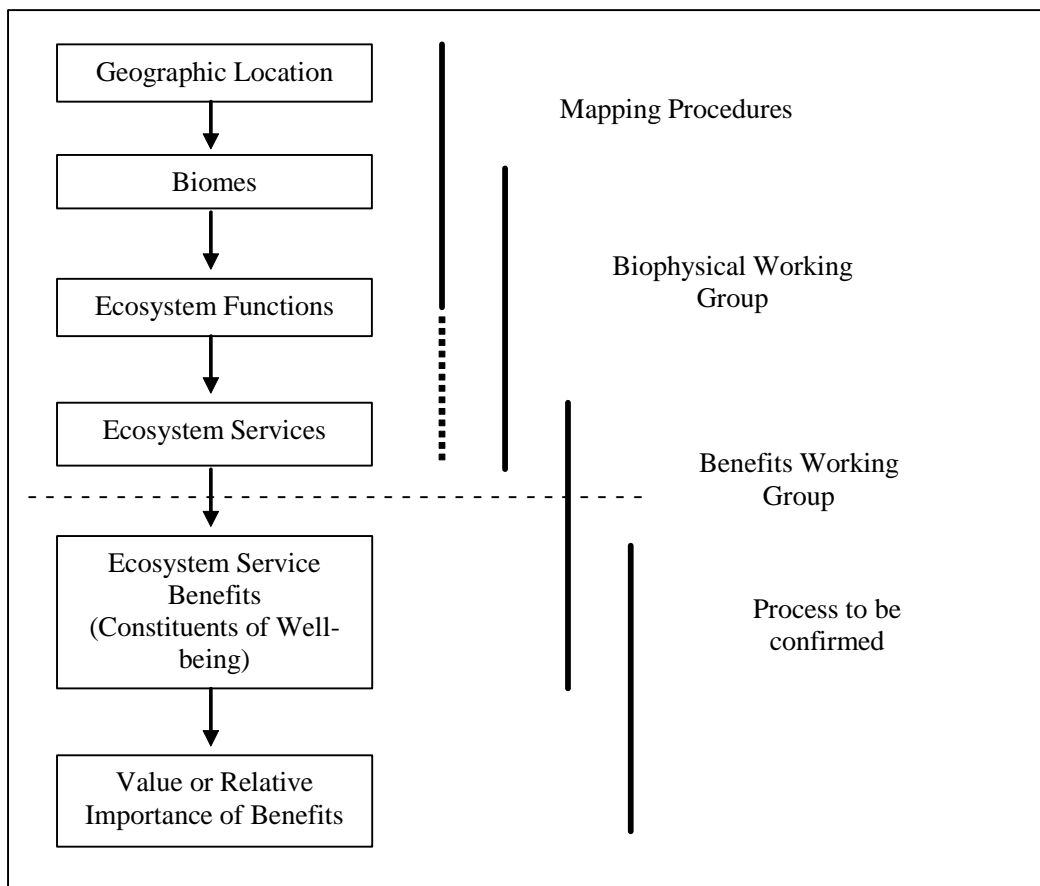 Geographic Location
Mapping Procedures
Biomes
Biophysical Working
Group
Ecosystem Functions
Ecosystem Services
Benefits Working
Group
Ecosystem Service
Benefits
(Constituents of Well-
being)
Process to be
confirmed
Value or Relative
Importance of Benefits